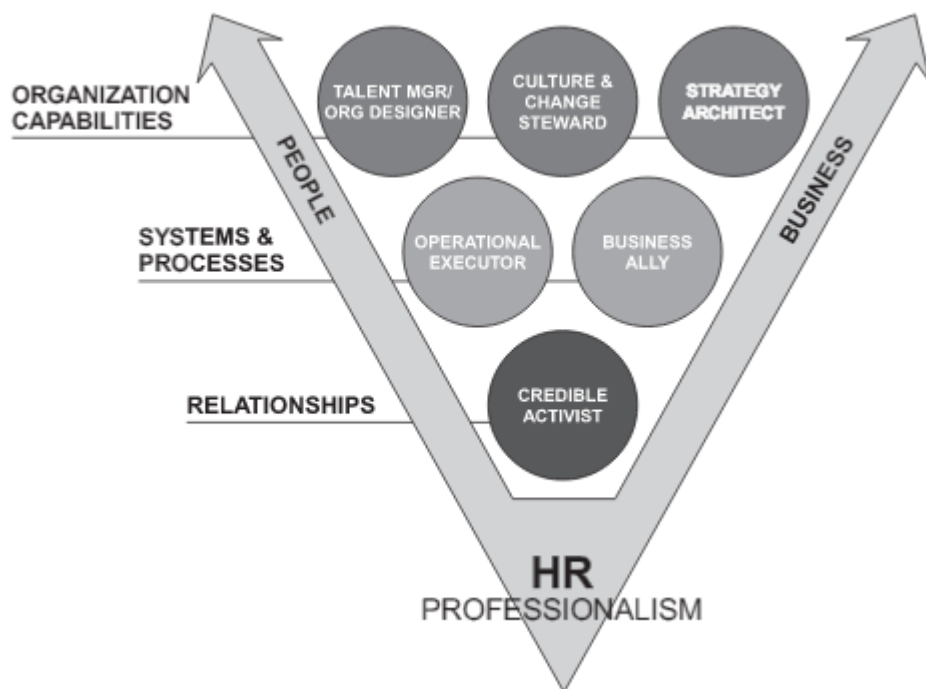 ORGANIZATION
CAPABILITIES
TALENT MGR/
ORG DESIGNER
CULTURE &
CHANGE
STEWARD
STRATEGY
ARCHITECT
PEOPLE
BUSINESS
SYSTEMS &
PROCESSES
OPERATIONAL
EXECUTOR
BUSINESS
ALLY
RELATIONSHIPS
CREDIBLE
ACTIVIST
HR
PROFESSIONALISM